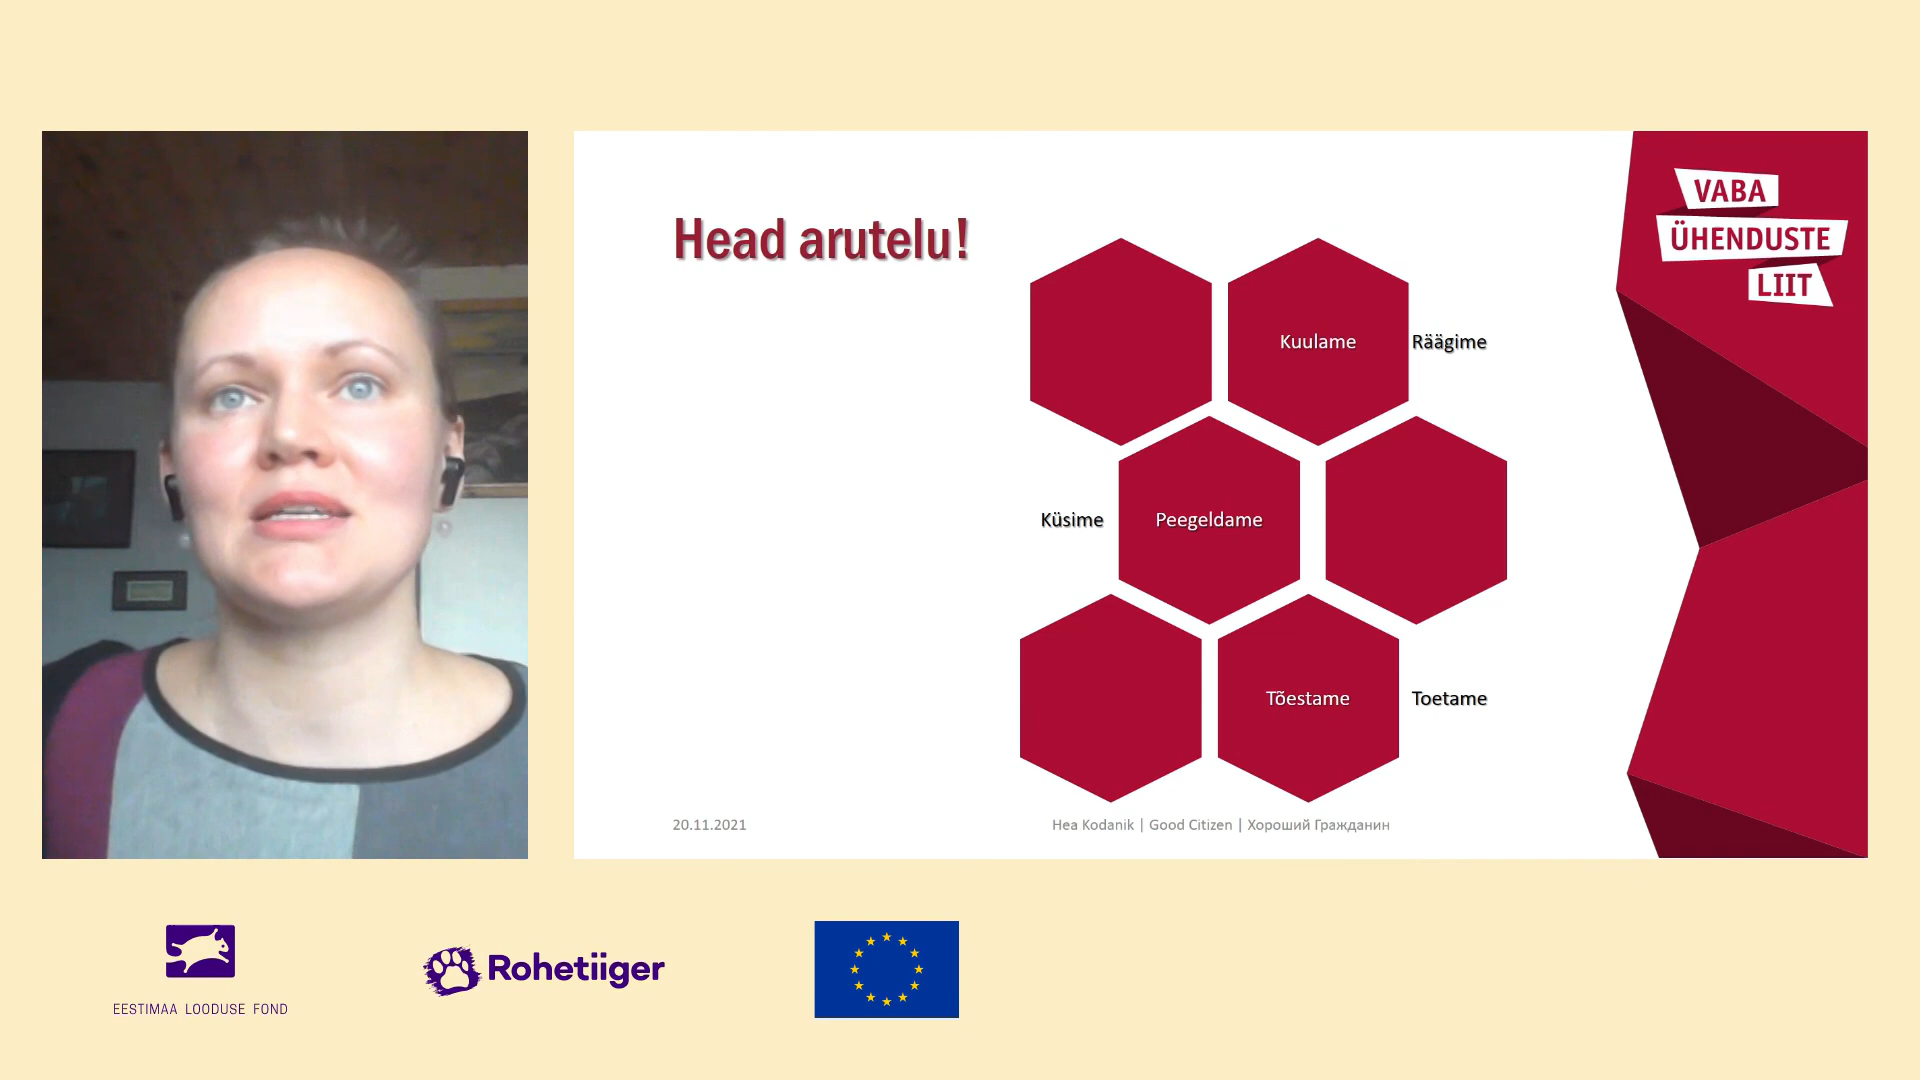 Head arutelu!
Kuulame
Räägime
Küsime
Peegeldame
Tõestame
Toetame
20.11.2021
Hea Kodanik | Good Citizen | Хороший Гражданин
VABA
ÜHENDUSTE
LIIT
EESTIMAA LOODUSE FOND
Rohetiiger